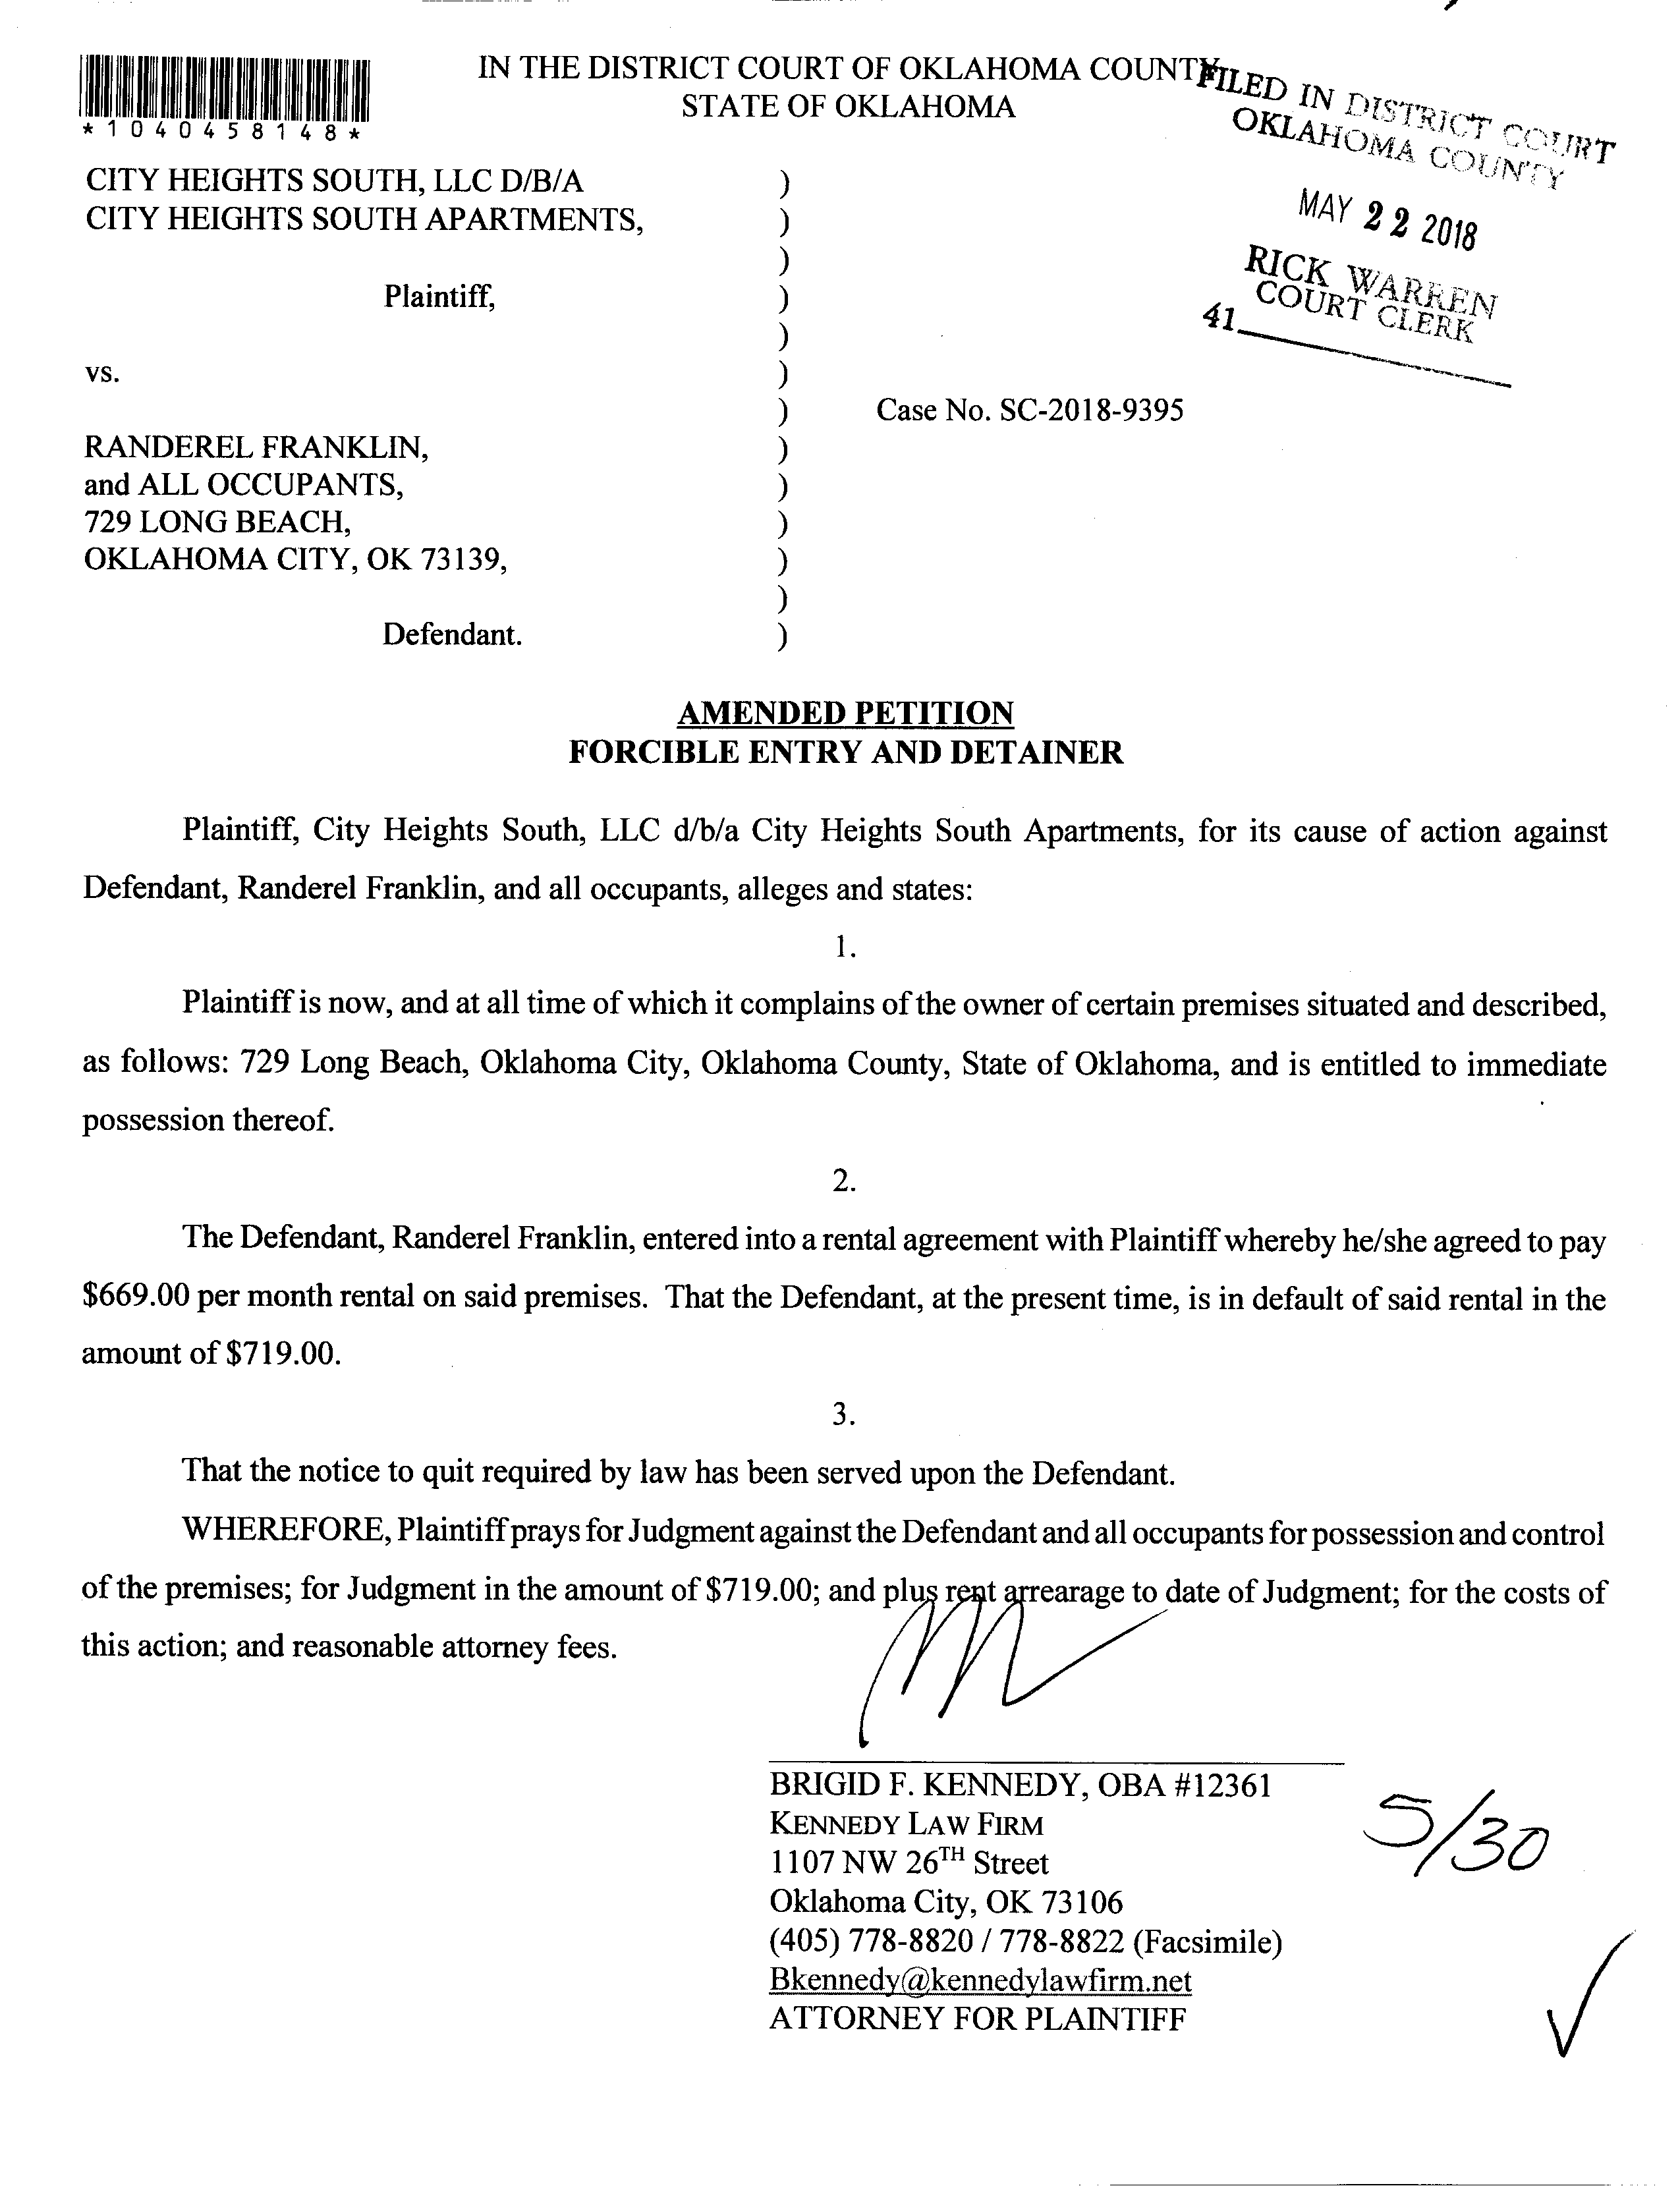 IN THE DISTRICT COURT OF OKLAHOMA COUNTY
STATE OF OKLAHOMA
*1040458148*
FILED IN DISTRICT COURT
OKLAHOMA COUNTY
MAY 22 2018
RICK WARREN
COURT CLERK
41
CITY HEIGHTS SOUTH, LLC D/B/A )
CITY HEIGHTS SOUTH APARTMENTS, )
)
Plaintiff, )
)
vs. )
) Case No. SC-2018-9395
RANDEREL FRANKLIN, )
and ALL OCCUPANTS, )
729 LONG BEACH, )
OKLAHOMA CITY, OK 73139, )
)
Defendant. )
AMENDED PETITION
FORCIBLE ENTRY AND DETAINER
Plaintiff, City Heights South, LLC d/b/a City Heights South Apartments, for its cause of action against
Defendant, Randerel Franklin, and all occupants, alleges and states:
1.
Plaintiff is now, and at all time of which it complains of the owner of certain premises situated and described,
as follows: 729 Long Beach, Oklahoma City, Oklahoma County, State of Oklahoma, and is entitled to immediate
possession thereof.
2.
The Defendant, Randerel Franklin, entered into a rental agreement with Plaintiff whereby he/she agreed to pay
$669.00 per month rental on said premises. That the Defendant, at the present time, is in default of said rental in the
amount of $719.00.
3.
That the notice to quit required by law has been served upon the Defendant.
WHEREFORE, Plaintiff prays for Judgment against the Defendant and all occupants for possession and control
of the premises; for Judgment in the amount of $719.00; and plus rent arrearage to date of Judgment; for the costs of
this action; and reasonable attorney fees.
BRIGID F. KENNEDY, OBA #12361
KENNEDY LAW FIRM
1107 NW 26TH Street
Oklahoma City, OK 73106
(405) 778-8820 / 778-8822 (Facsimile)
Bkennedy@kennedylawfirm.net
ATTORNEY FOR PLAINTIFF
5/30